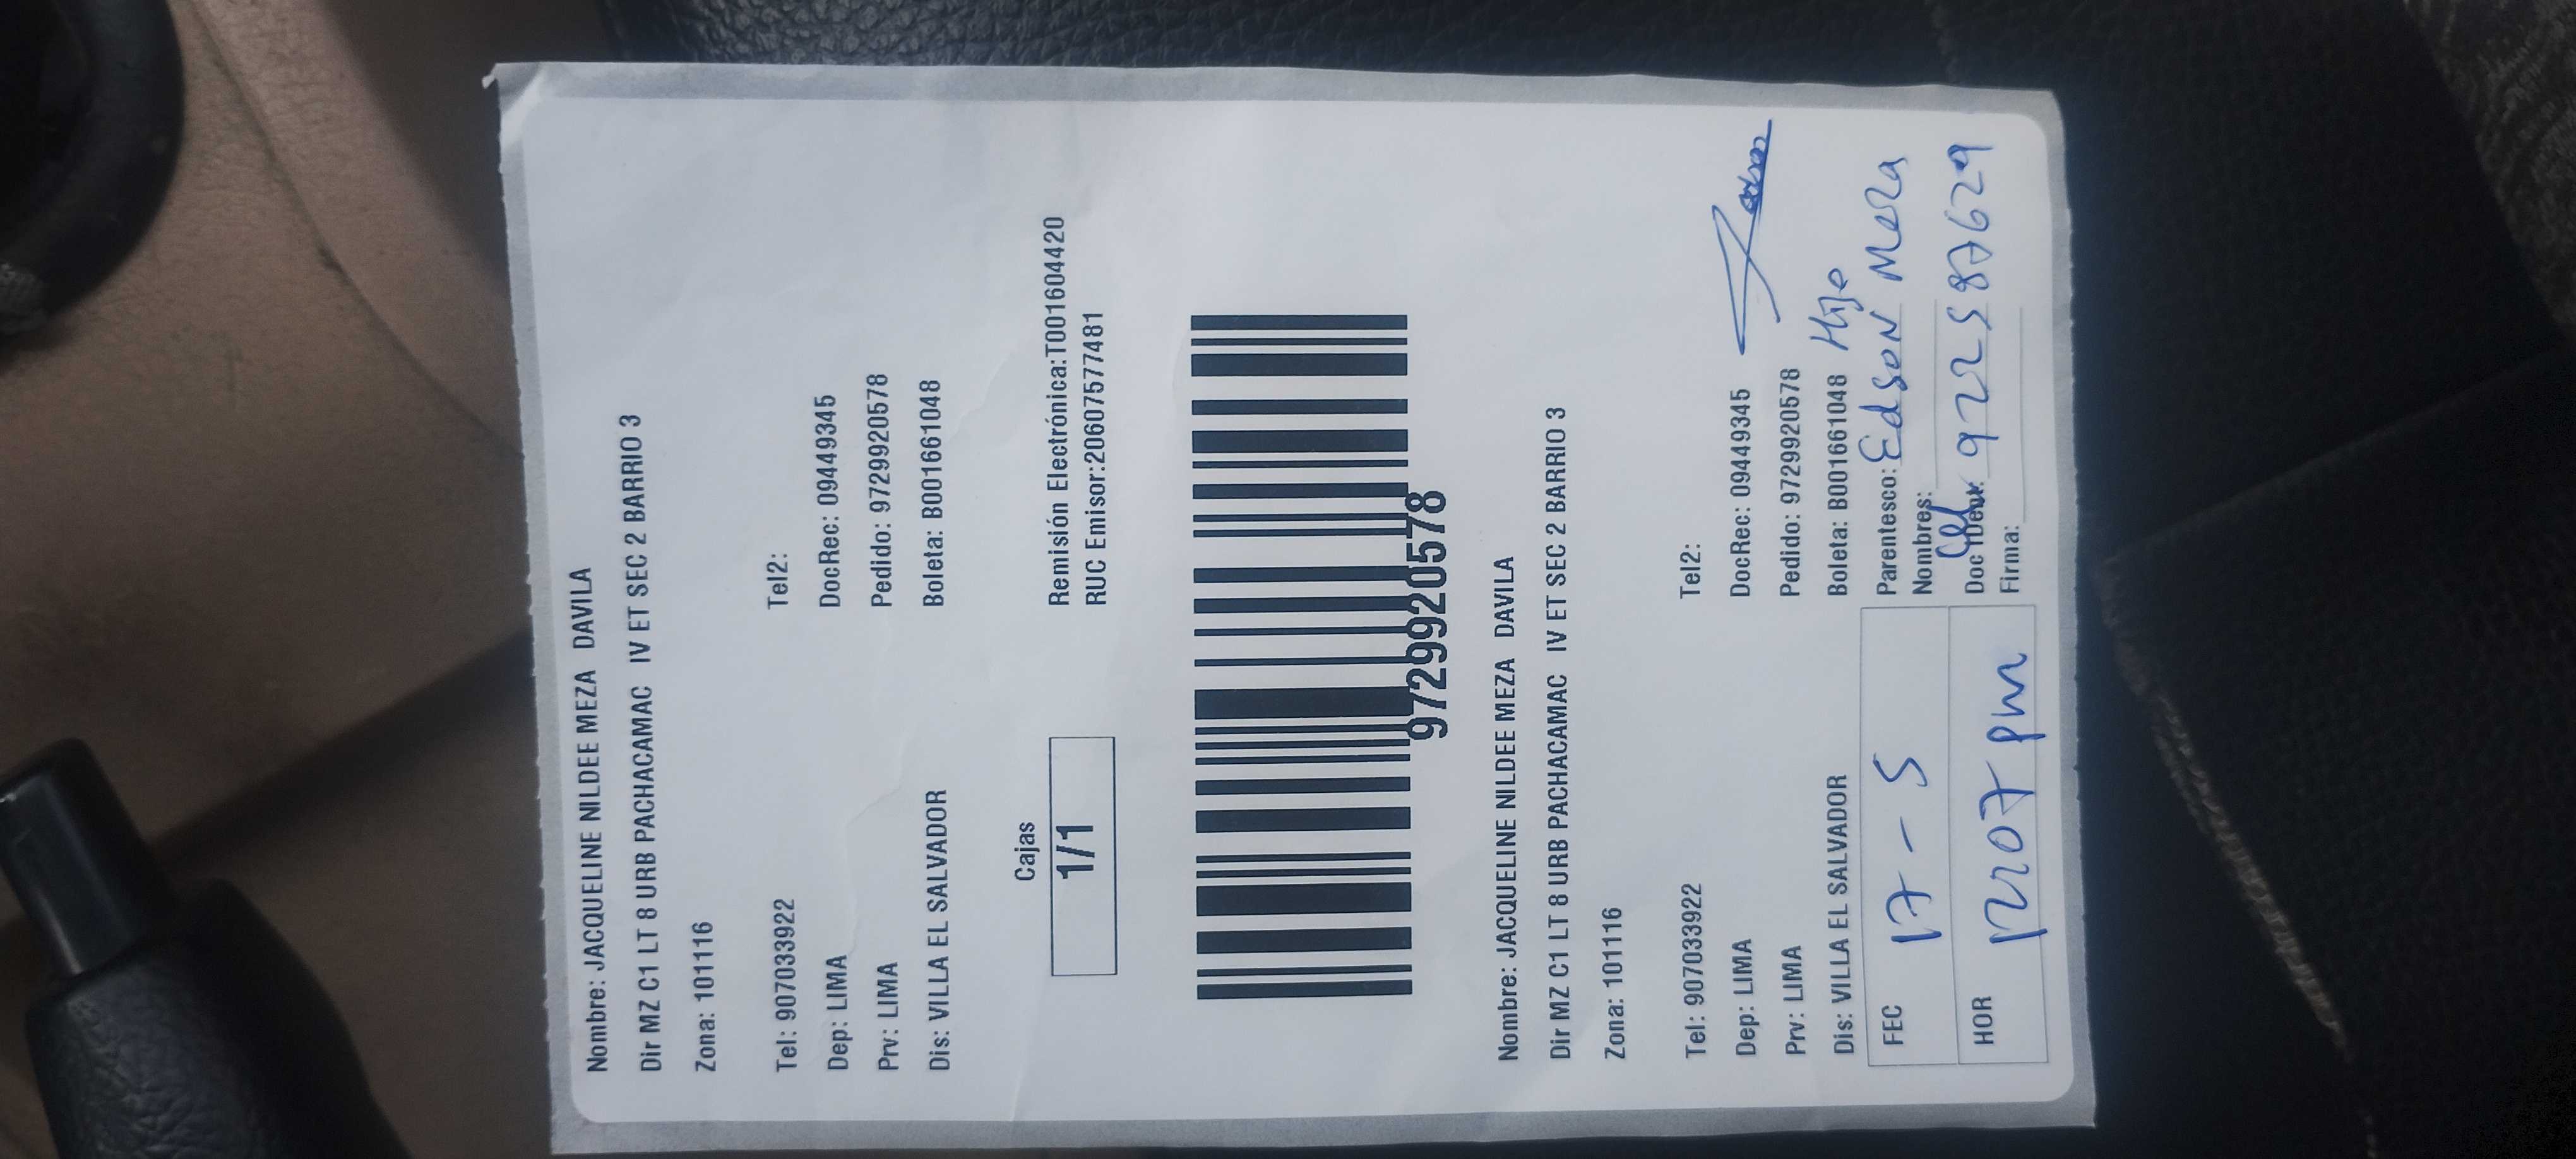 Nombre: JACQUELINE NILDEE MEZA DAVILA
Dir MZ C1 LT 8 URB PACHACAMAC IV ET SEC 2 BARRIO 3
Zona: 101116
Tel: 907033922 Tel2:
Dep: LIMA DocRec: 09449345
Prv: LIMA Pedido: 9729920578
Dis: VILLA EL SALVADOR Boleta: B001661048
Cajas
1/1
Remisión Electrónica:T001604420
RUC Emisor:20607577481
9729920578
Nombre: JACQUELINE NILDEE MEZA DAVILA
Dir MZ C1 LT 8 URB PACHACAMAC IV ET SEC 2 BARRIO 3
Zona: 101116
Tel: 907033922 Tel2:
Dep: LIMA DocRec: 09449345
Prv: LIMA Pedido: 9729920578
Dis: VILLA EL SALVADOR Boleta: B001661048 Hijo
FEC 17 - 5 Parentesco: Edson Meza
Nombres:
HOR 12:07 pm Doc Iden: cel 922587629
Firma: